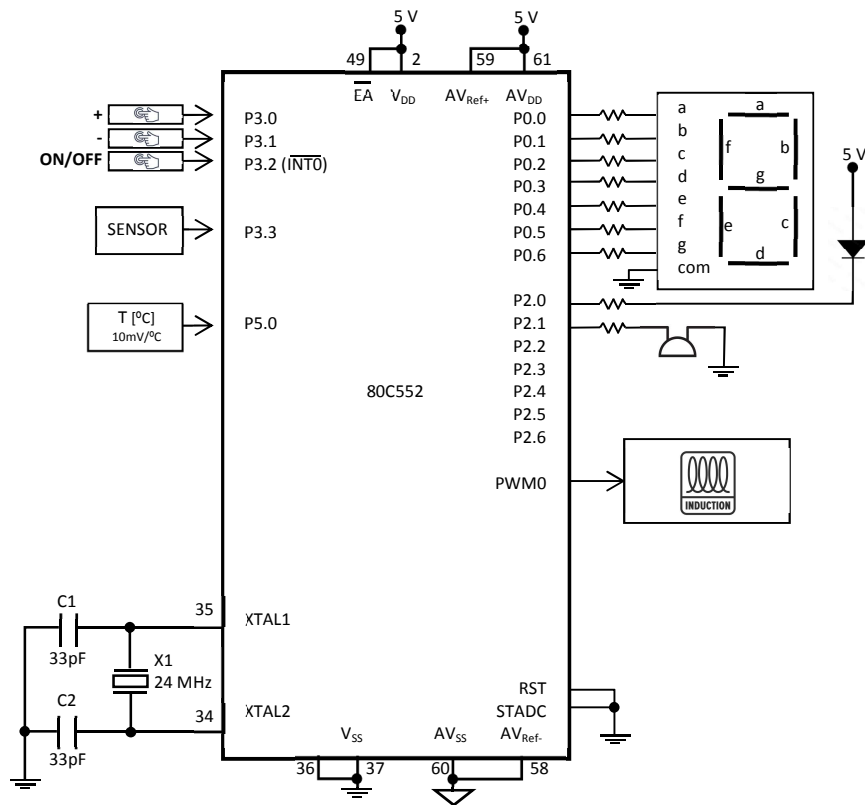 5 V
5 V
49
2
59
61
EA
VDD
AVRef+
AVDD
+
-
ON/OFF
P3.0
P3.1
P3.2 (INT0)
SENSOR
P3.3
T [⁰C]
10mV/⁰C
P5.0
80C552
P0.0
P0.1
P0.2
P0.3
P0.4
P0.5
P0.6
P2.0
P2.1
P2.2
P2.3
P2.4
P2.5
P2.6
PWM0
a
b
c
d
e
f
g
com
a
f
b
g
e
c
d
5 V
INDUCTION
C1
33pF
35
XTAL1
X1
24 MHz
C2
33pF
34
XTAL2
RST
STADC
VSS
AVSS
AVRef-
36
37
60
58